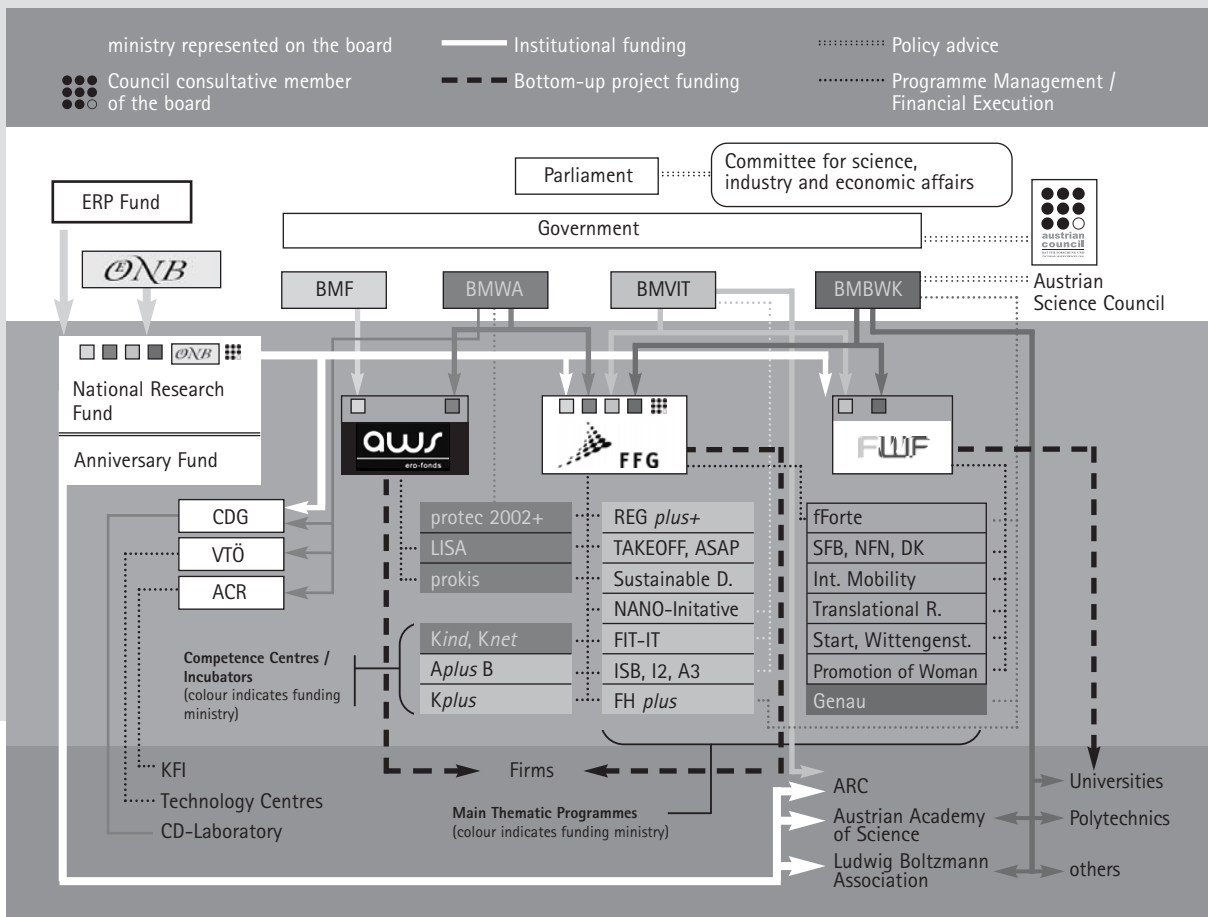 ministry represented on the board
Council consultative member
of the board
Institutional funding
Bottom-up project funding
Policy advice
Programme Management /
Financial Execution
Parliament
Committee for science,
industry and economic affairs
ERP Fund
Government
austrian
council
OeNB
BMF
BMWA
BMVIT
BMBWK
Austrian
Science Council
OeNB
National Research
Fund
Anniversary Fund
aws
erp-fonds
FFG
FWF
CDG
VTÖ
ACR
protec 2002+
LISA
prokis
Kind, Knet
Aplus B
Kplus
REG plus+
TAKEOFF, ASAP
Sustainable D.
NANO-Initative
FIT-IT
ISB, I2, A3
FH plus
fForte
SFB, NFN, DK
Int. Mobility
Translational R.
Start, Wittengenst.
Promotion of Woman
Genau
Competence Centres /
Incubators
(colour indicates funding
ministry)
KFI
Technology Centres
CD-Laboratory
Firms
Main Thematic Programmes
(colour indicates funding ministry)
ARC
Austrian Academy
of Science
Ludwig Boltzmann
Association
Universities
Polytechnics
others